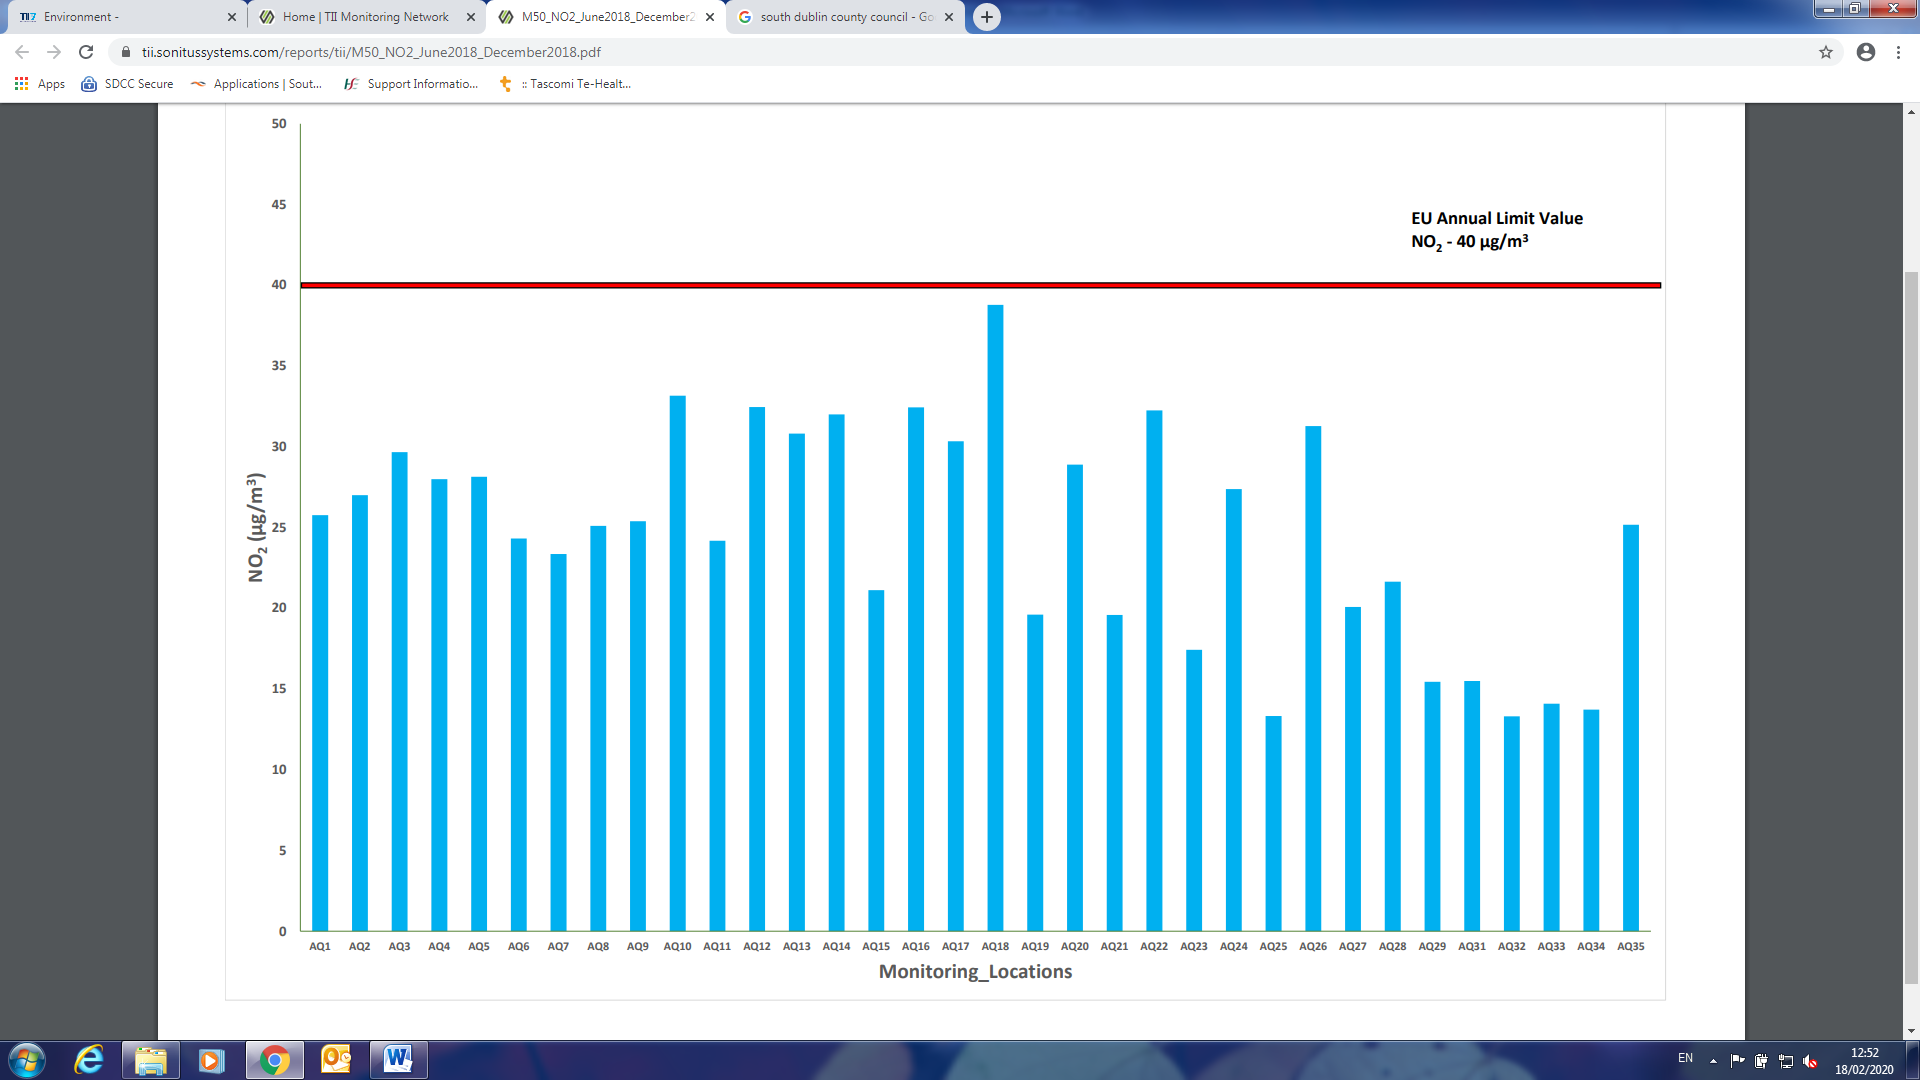 TII Environment -
Home | TII Monitoring Network
M50_NO2_June2018_December2
south dublin county council - Go
tii.sonitussystems.com/reports/tii/M50_NO2_June2018_December2018.pdf
Apps
SDCC Secure
Applications | Sout...
Support Informatio...
:: Tascomi Te-Healt...
50
45
40
35
30
25
20
15
10
5
0
NO2 (µg/m³)
EU Annual Limit Value
NO2 - 40 µg/m³
AQ1 AQ2 AQ3 AQ4 AQ5 AQ6 AQ7 AQ8 AQ9 AQ10 AQ11 AQ12 AQ13 AQ14 AQ15 AQ16 AQ17 AQ18 AQ19 AQ20 AQ21 AQ22 AQ23 AQ24 AQ25 AQ26 AQ27 AQ28 AQ29 AQ31 AQ32 AQ33 AQ34 AQ35
Monitoring_Locations
EN
12:52
18/02/2020